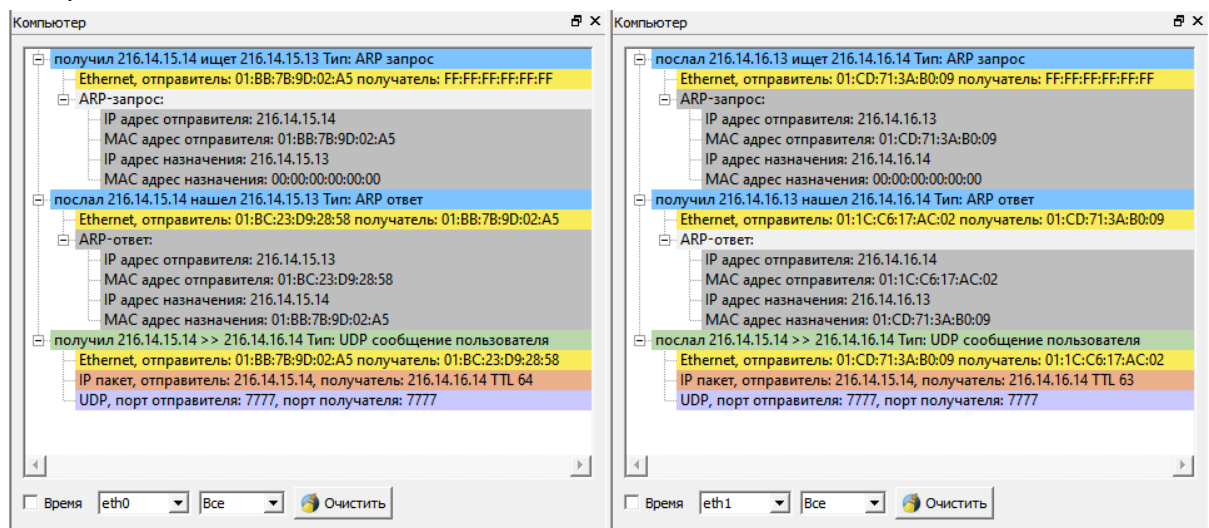 Компьютер
получил 216.14.15.14 ищет 216.14.15.13 Тип: ARP запрос
Ethernet, отправитель: 01:BB:7B:9D:02:A5 получатель: FF:FF:FF:FF:FF:FF
ARP-запрос:
IP адрес отправителя: 216.14.15.14
MAC адрес отправителя: 01:BB:7B:9D:02:A5
IP адрес назначения: 216.14.15.13
MAC адрес назначения: 00:00:00:00:00:00
послал 216.14.15.14 нашел 216.14.15.13 Тип: ARP ответ
Ethernet, отправитель: 01:BC:23:D9:28:58 получатель: 01:BB:7B:9D:02:A5
ARP-ответ:
IP адрес отправителя: 216.14.15.13
MAC адрес отправителя: 01:BC:23:D9:28:58
IP адрес назначения: 216.14.15.14
MAC адрес назначения: 01:BB:7B:9D:02:A5
получил 216.14.15.14 >> 216.14.16.14 Тип: UDP сообщение пользователя
Ethernet, отправитель: 01:BB:7B:9D:02:A5 получатель: 01:BC:23:D9:28:58
IP пакет, отправитель: 216.14.15.14, получатель: 216.14.16.14 TTL 64
UDP, порт отправителя: 7777, порт получателя: 7777
Время eth0 Все Очистить
Компьютер
послал 216.14.16.13 ищет 216.14.16.14 Тип: ARP запрос
Ethernet, отправитель: 01:CD:71:3A:B0:09 получатель: FF:FF:FF:FF:FF:FF
ARP-запрос:
IP адрес отправителя: 216.14.16.13
MAC адрес отправителя: 01:CD:71:3A:B0:09
IP адрес назначения: 216.14.16.14
MAC адрес назначения: 00:00:00:00:00:00
получил 216.14.16.13 нашел 216.14.16.14 Тип: ARP ответ
Ethernet, отправитель: 01:1C:C6:17:AC:02 получатель: 01:CD:71:3A:B0:09
ARP-ответ:
IP адрес отправителя: 216.14.16.14
MAC адрес отправителя: 01:1C:C6:17:AC:02
IP адрес назначения: 216.14.16.13
MAC адрес назначения: 01:CD:71:3A:B0:09
послал 216.14.15.14 >> 216.14.16.14 Тип: UDP сообщение пользователя
Ethernet, отправитель: 01:CD:71:3A:B0:09 получатель: 01:1C:C6:17:AC:02
IP пакет, отправитель: 216.14.15.14, получатель: 216.14.16.14 TTL 63
UDP, порт отправителя: 7777, порт получателя: 7777
Время eth1 Все Очистить